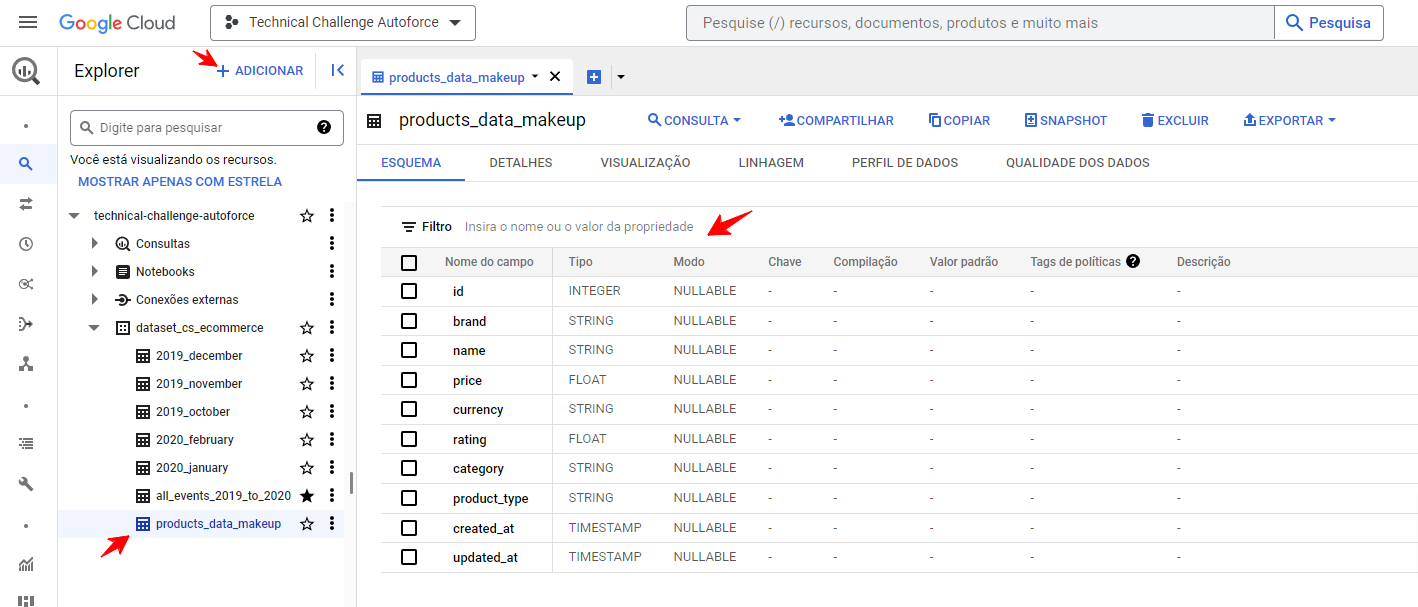 Google Cloud
Technical Challenge Autoforce
Pesquise (/) recursos, documentos, produtos e muito mais
Pesquisa
Explorer
+ ADICIONAR
Digite para pesquisar
?
Você está visualizando os recursos.
MOSTRAR APENAS COM ESTRELA
technical-challenge-autoforce
Consultas
Notebooks
Conexões externas
dataset_cs_ecommerce
2019_december
2019_november
2019_october
2020_february
2020_january
all_events_2019_to_2020
products_data_makeup
products_data_makeup
products_data_makeup
CONSULTA
COMPARTILHAR
COPIAR
SNAPSHOT
EXCLUIR
EXPORTAR
ESQUEMA DETALHES VISUALIZAÇÃO LINHAGEM PERFIL DE DADOS QUALIDADE DOS DADOS
Filtro Insira o nome ou o valor da propriedade
Nome do campo Tipo Modo Chave Compilação Valor padrão Tags de políticas ? Descrição
id INTEGER NULLABLE - - - - -
brand STRING NULLABLE - - - - -
name STRING NULLABLE - - - - -
price FLOAT NULLABLE - - - - -
currency STRING NULLABLE - - - - -
rating FLOAT NULLABLE - - - - -
category STRING NULLABLE - - - - -
product_type STRING NULLABLE - - - - -
created_at TIMESTAMP NULLABLE - - - - -
updated_at TIMESTAMP NULLABLE - - - - -